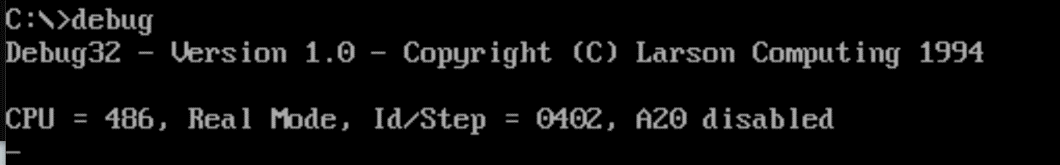 C:\>debug
Debug32 - Version 1.0 - Copyright (C) Larson Computing 1994
CPU = 486, Real Mode, Id/Step = 0402, A20 disabled
-